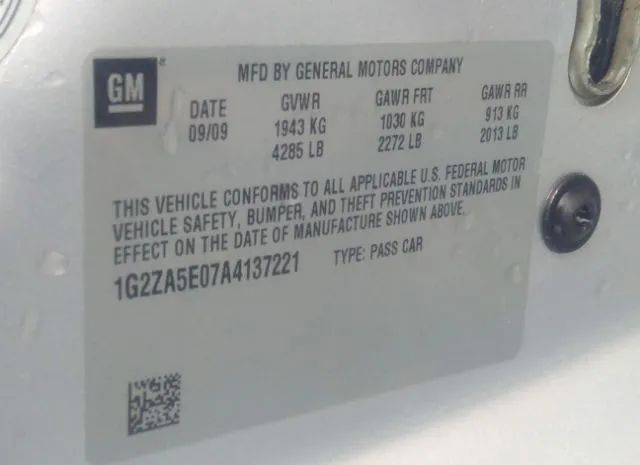 GM ® MFD BY GENERAL MOTORS COMPANY
DATE GVWR GAWR FRT GAWR RR
09/09 1943 KG 1030 KG 913 KG
4285 LB 2272 LB 2013 LB
THIS VEHICLE CONFORMS TO ALL APPLICABLE U.S. FEDERAL MOTOR
VEHICLE SAFETY, BUMPER, AND THEFT PREVENTION STANDARDS IN
EFFECT ON THE DATE OF MANUFACTURE SHOWN ABOVE.
1G2ZA5E07A4137221 TYPE: PASS CAR